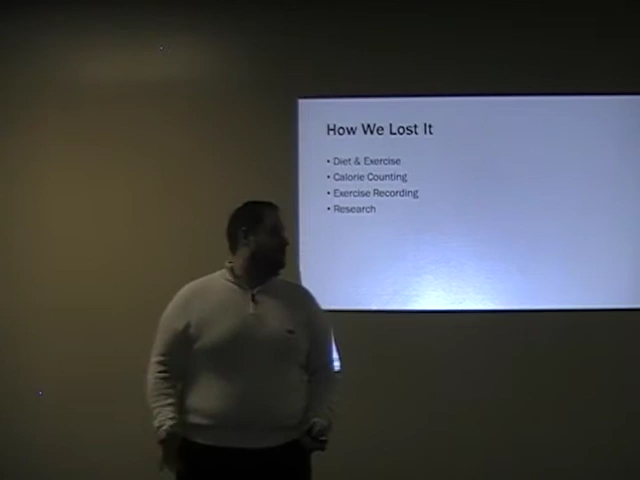 How We Lost It
• Diet & Exercise
• Calorie Counting
• Exercise Recording
• Research